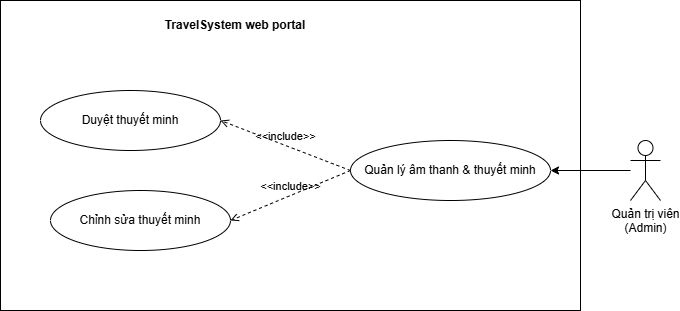 TravelSystem web portal
Duyệt thuyết minh
<<include>>
Quản lý âm thanh & thuyết minh
<<include>>
Chỉnh sửa thuyết minh
Quản trị viên
(Admin)